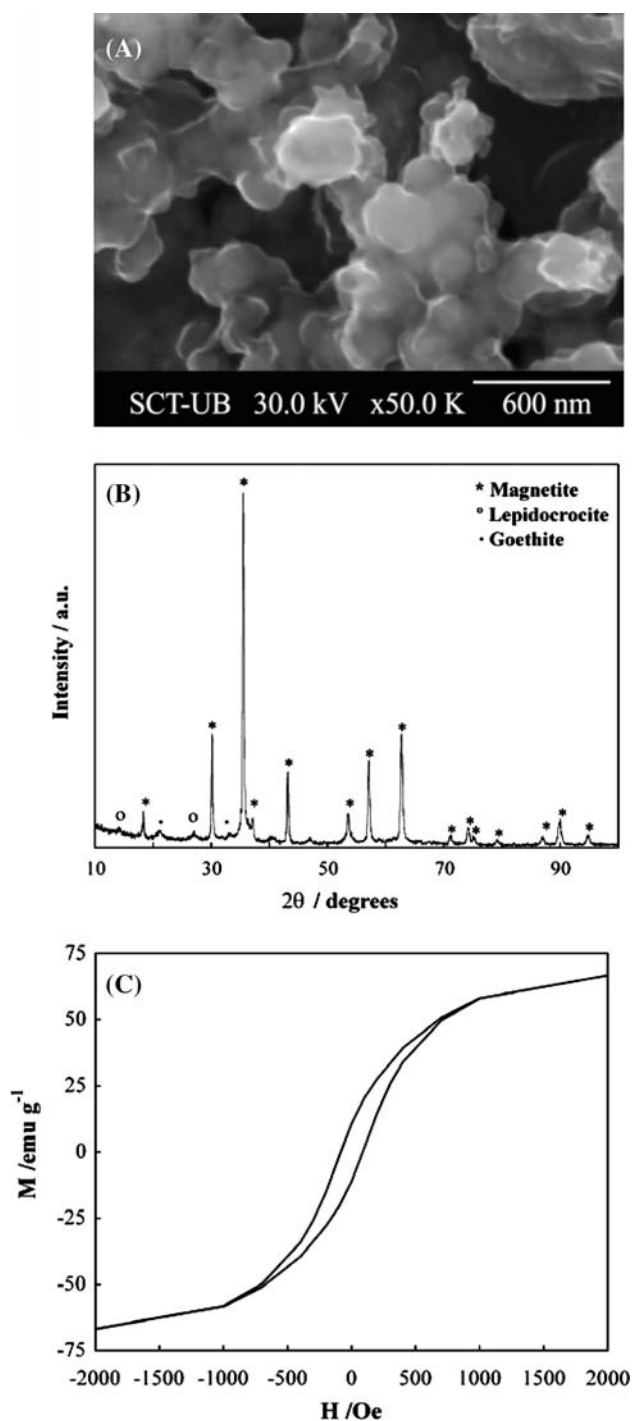 (A)
SCT-UB 30.0 kV x50.0 K 600 nm
(B)
* Magnetite
o Lepidocrocite
· Goethite
Intensity / a.u.
10 30 50 70 90
2θ / degrees
(C)
75
50
25
0
-25
-50
-75
M /emu g⁻¹
-2000 -1500 -1000 -500 0 500 1000 1500 2000
H /Oe